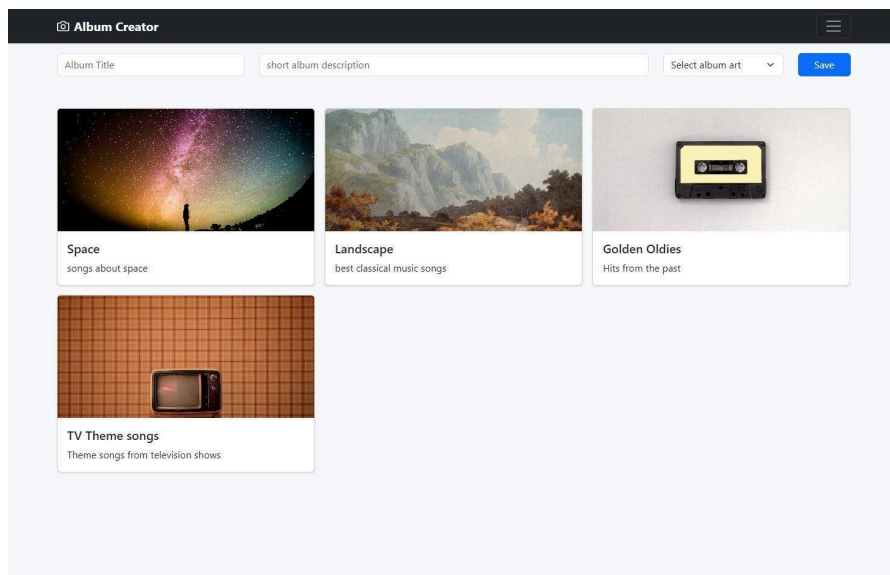 Album Creator
Album Title
short album description
Select album art
Save
Space
songs about space
Landscape
best classical music songs
Golden Oldies
Hits from the past
TV Theme songs
Theme songs from television shows